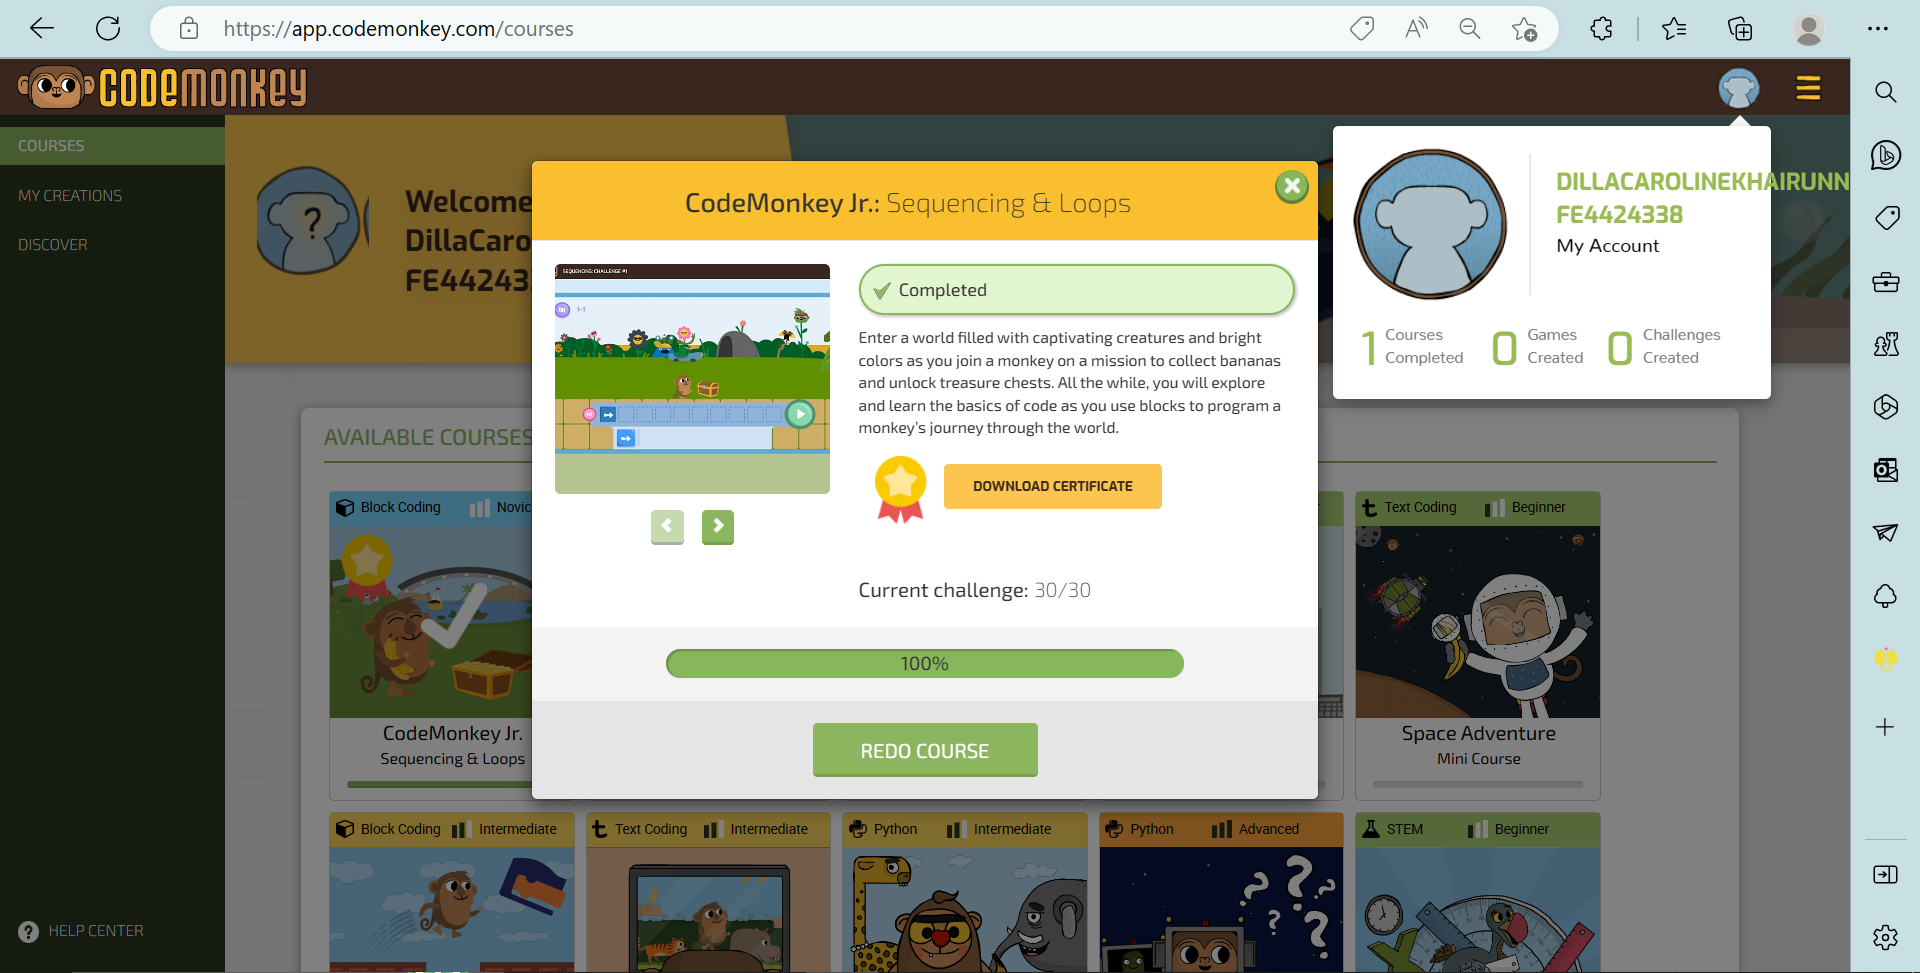 https://app.codemonkey.com/courses
CODEMONKEY
COURSES
MY CREATIONS
DISCOVER
HELP CENTER
Welcome
DillaCaro
FE44243
DILLACAROLINEKHAIRUNN
FE4424338
My Account
1 Courses Completed
0 Games Created
0 Challenges Created
CodeMonkey Jr.: Sequencing & Loops
SEQUENCING: CHALLENGE #1
1-1
Completed
Enter a world filled with captivating creatures and bright
colors as you join a monkey on a mission to collect bananas
and unlock treasure chests. All the while, you will explore
and learn the basics of code as you use blocks to program a
monkey's journey through the world.
DOWNLOAD CERTIFICATE
Current challenge: 30/30
100%
REDO COURSE
AVAILABLE COURSES
Block Coding Novic
CodeMonkey Jr.
Sequencing & Loops
Text Coding Beginner
Space Adventure
Mini Course
Block Coding Intermediate
Text Coding Intermediate
Python Intermediate
Python Advanced
STEM Beginner